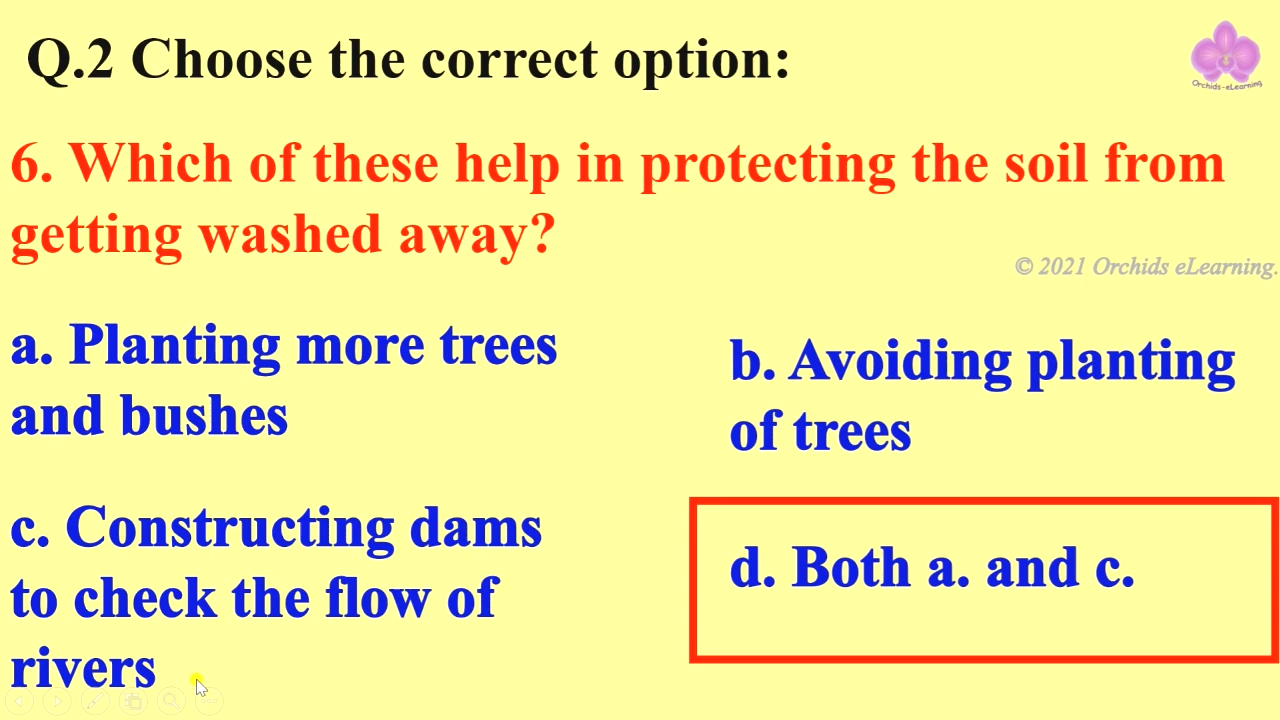 Q.2 Choose the correct option:
Orchids-eLearning
6. Which of these help in protecting the soil from
getting washed away?
© 2021 Orchids eLearning.
a. Planting more trees
and bushes
b. Avoiding planting
of trees
c. Constructing dams
to check the flow of
rivers
d. Both a. and c.